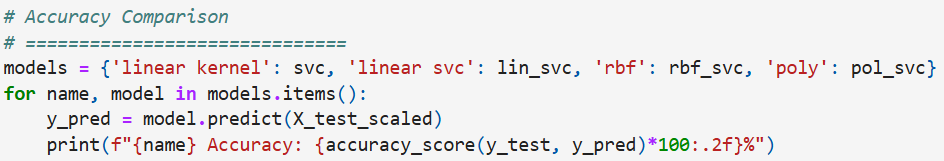 # Accuracy Comparison
# ==============================
models = {'linear kernel': svc, 'linear svc': lin_svc, 'rbf': rbf_svc, 'poly': pol_svc}
for name, model in models.items():
    y_pred = model.predict(X_test_scaled)
    print(f"{name} Accuracy: {accuracy_score(y_test, y_pred)*100:.2f}%")